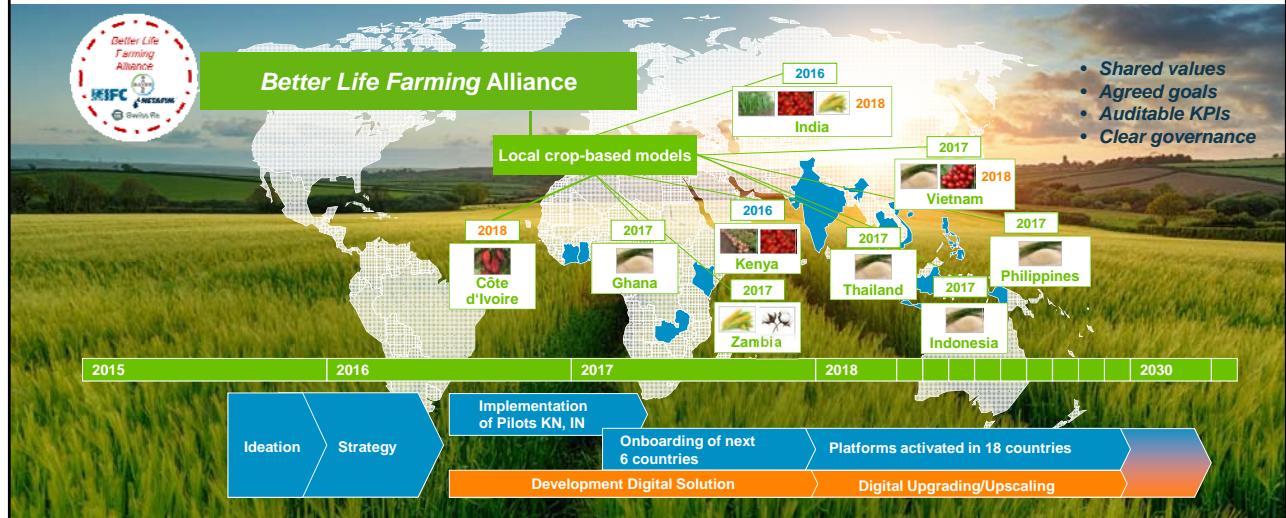 Better Life
Farming
Alliance
BAYER
IFC
NETAFIM
Swiss Re
Better Life Farming Alliance
• Shared values
• Agreed goals
• Auditable KPIs
• Clear governance
Local crop-based models
2016
2018
India
2017
2018
Vietnam
2018
Côte
d'Ivoire
2017
Ghana
2016
Kenya
2017
Zambia
2017
Thailand
2017
Indonesia
2017
Philippines
2015
2016
2017
2018
2030
Ideation
Strategy
Implementation
of Pilots KN, IN
Onboarding of next
6 countries
Platforms activated in 18 countries
Development Digital Solution
Digital Upgrading/Upscaling